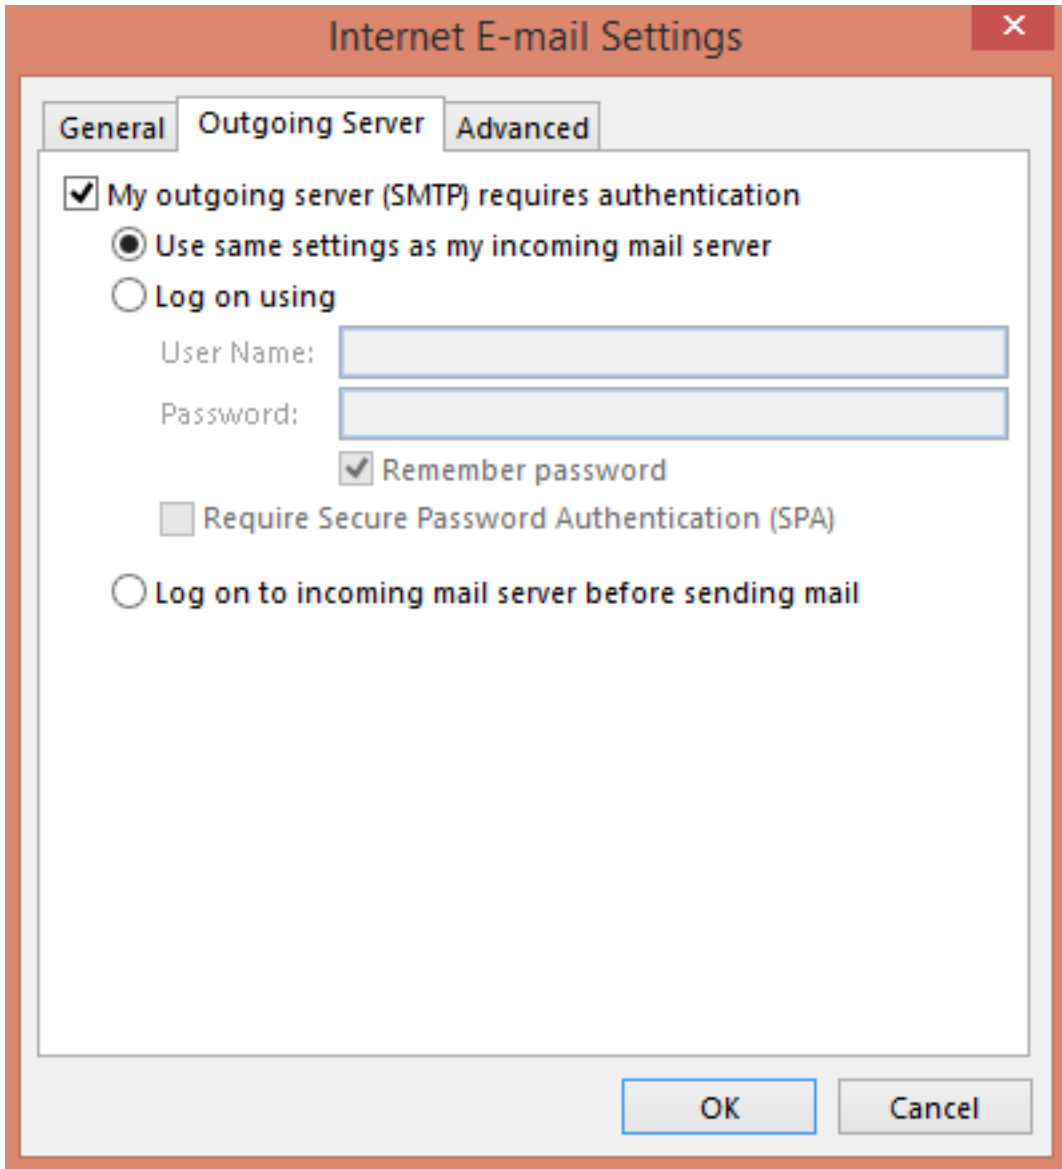 Internet E-mail Settings
General Outgoing Server Advanced
My outgoing server (SMTP) requires authentication
Use same settings as my incoming mail server
Log on using
User Name:
Password:
Remember password
Require Secure Password Authentication (SPA)
Log on to incoming mail server before sending mail
OK Cancel